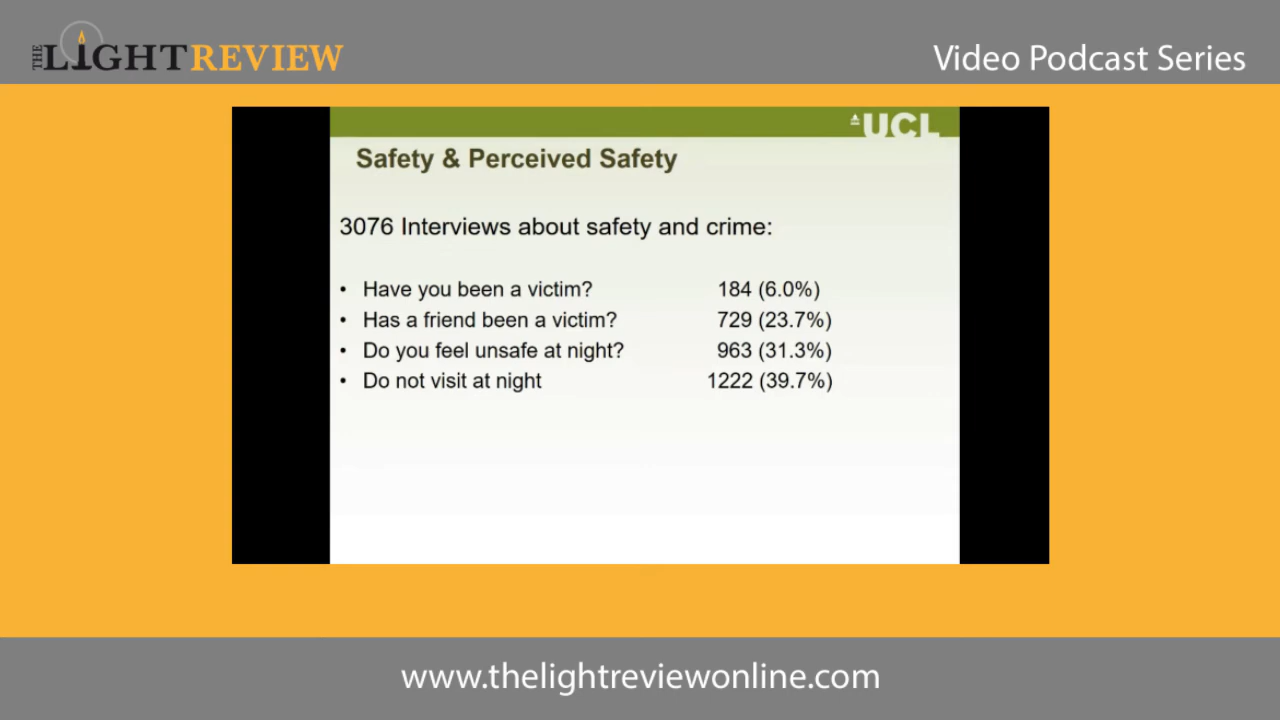 THE LIGHTREVIEW
Video Podcast Series
UCL
Safety & Perceived Safety
3076 Interviews about safety and crime:
• Have you been a victim? 184 (6.0%)
• Has a friend been a victim? 729 (23.7%)
• Do you feel unsafe at night? 963 (31.3%)
• Do not visit at night 1222 (39.7%)
www.thelightreviewonline.com